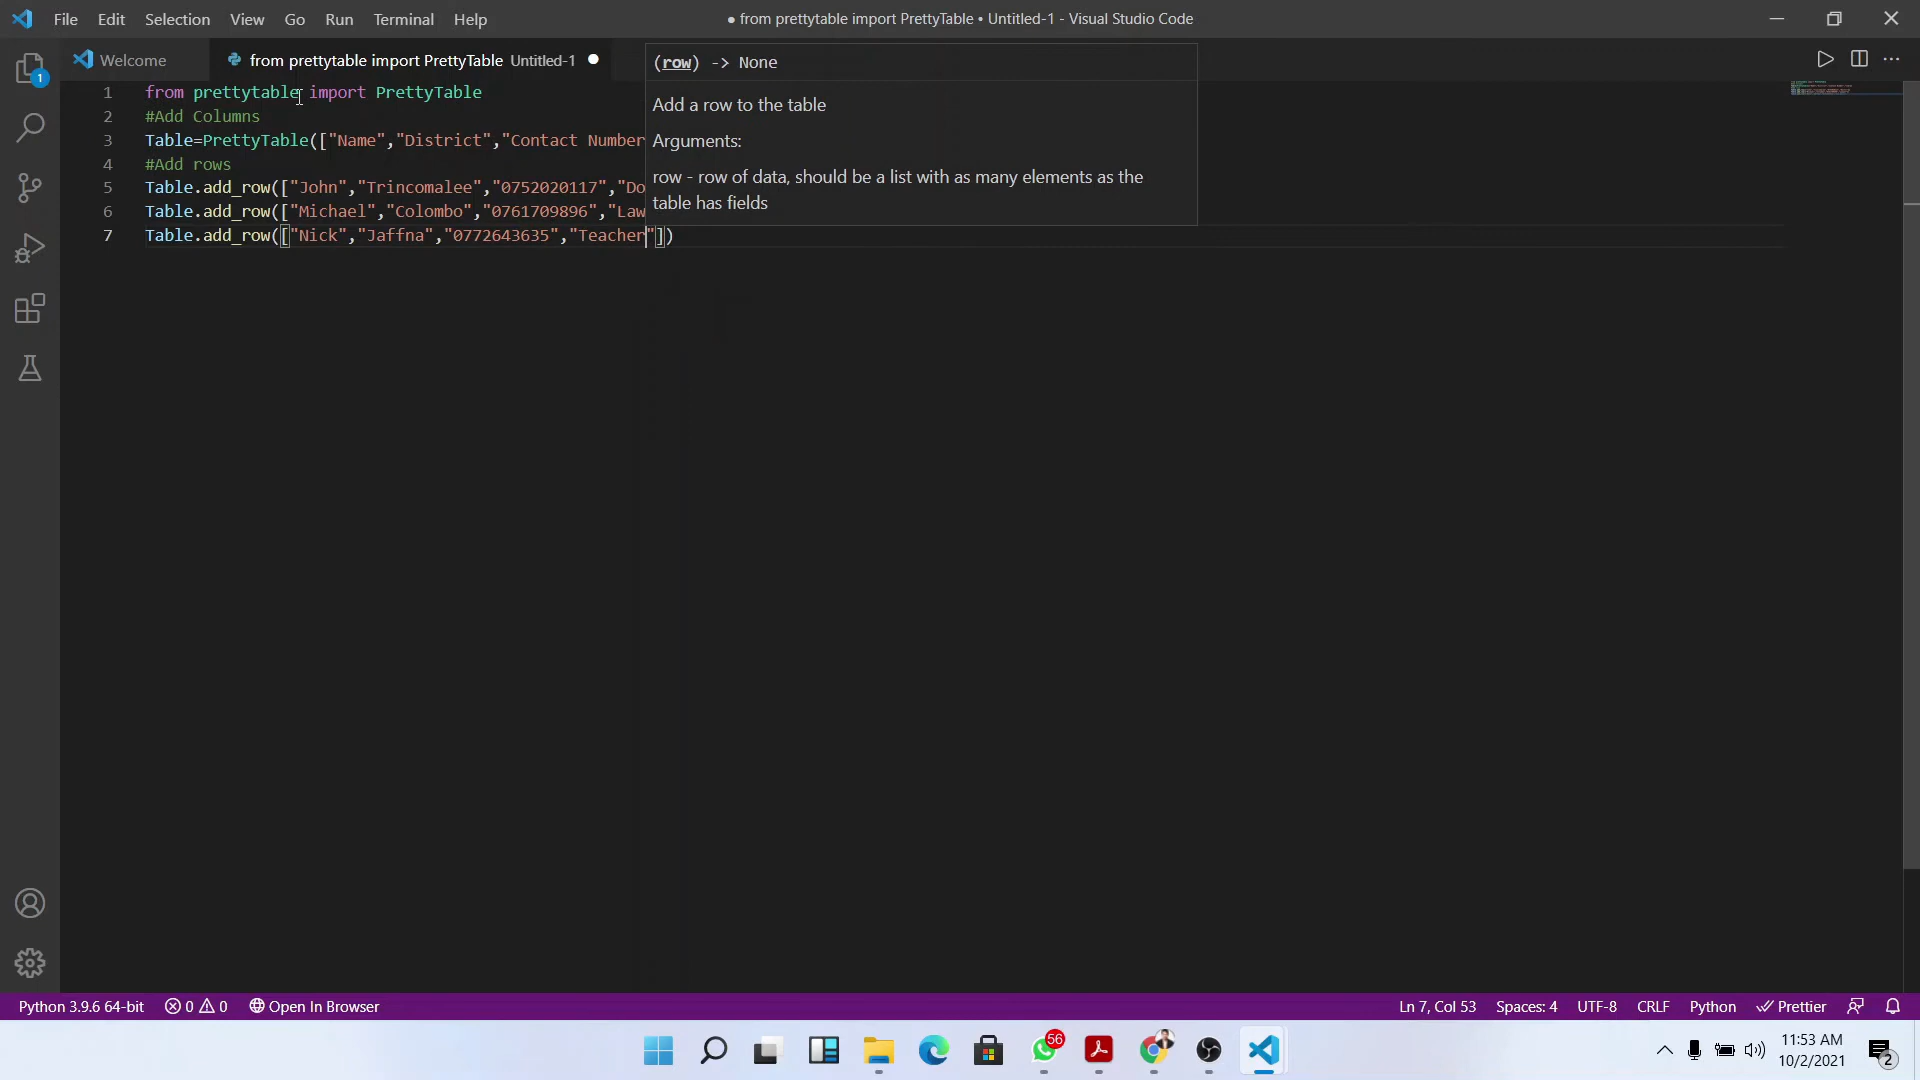 File Edit Selection View Go Run Terminal Help
● from prettytable import PrettyTable • Untitled-1 - Visual Studio Code
Welcome
from prettytable import PrettyTable Untitled-1 ●
(row) -> None
Add a row to the table
Arguments:
row - row of data, should be a list with as many elements as the
table has fields
1 from prettytable import PrettyTable
2 #Add Columns
3 Table=PrettyTable(["Name","District","Contact Number
4 #Add rows
5 Table.add_row(["John","Trincomalee","0752020117","Do
6 Table.add_row(["Michael","Colombo","0761709896","Law
7 Table.add_row(["Nick","Jaffna","0772643635","Teacher"])
1
Python 3.9.6 64-bit 0 0 Open In Browser
Ln 7, Col 53 Spaces: 4 UTF-8 CRLF Python Prettier
56
11:53 AM
10/2/2021
2